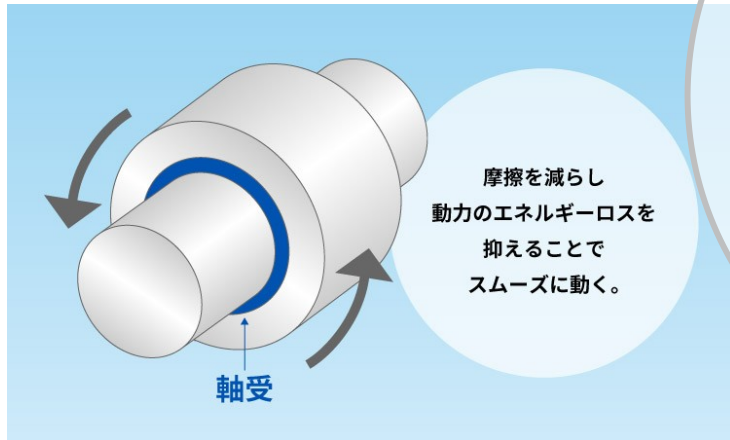 摩擦を減らし
動力のエネルギーロスを
抑えることで
スムーズに動く。
軸受